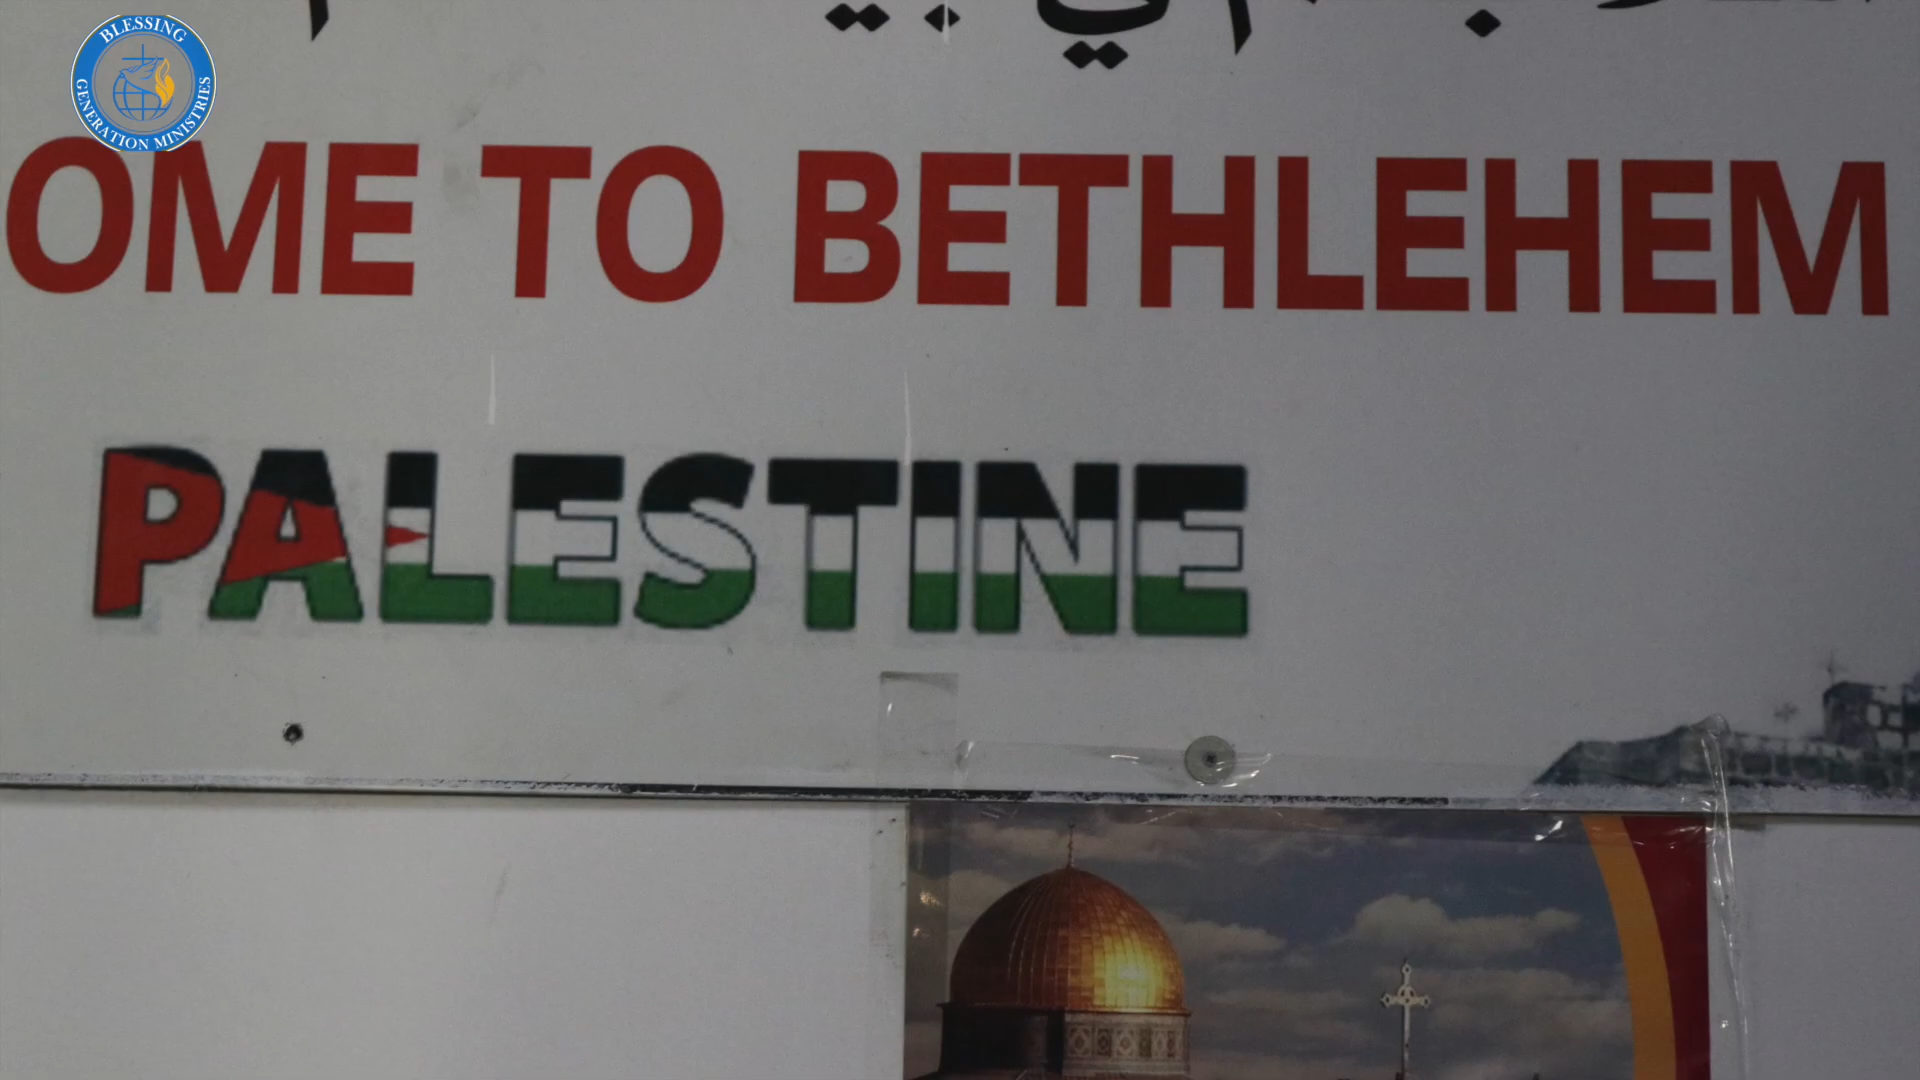 BLESSING
GENERATION MINISTRIES
OME TO BETHLEHEM
PALESTINE